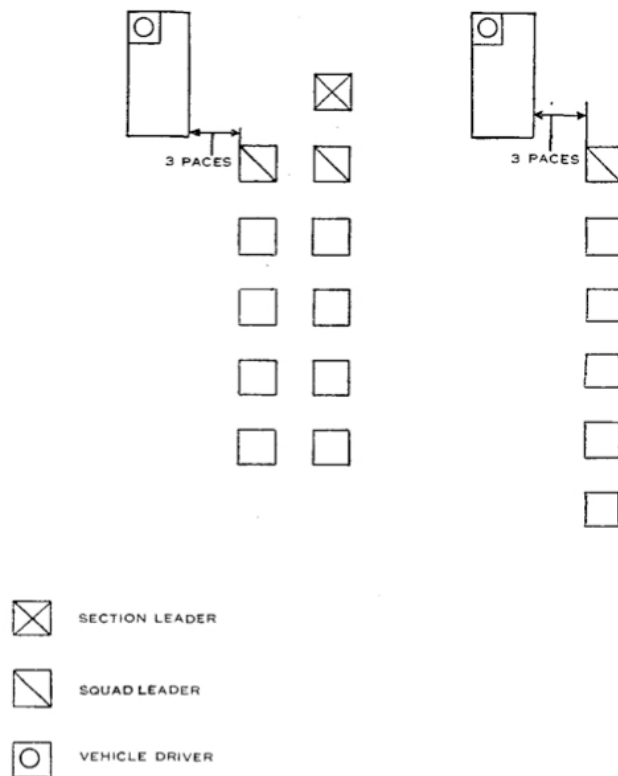 3 PACES
3 PACES
SECTION LEADER
SQUAD LEADER
VEHICLE DRIVER